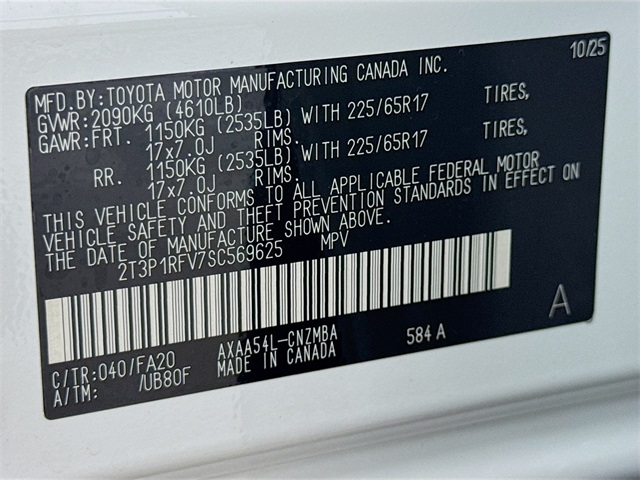 10/25
MFD.BY:TOYOTA MOTOR MANUFACTURING CANADA INC.
GVWR:2090KG (4610LB)
GAWR:FRT. 1150KG (2535LB) WITH 225/65R17 TIRES,
17x7.0J RIMS.
RR. 1150KG (2535LB) WITH 225/65R17 TIRES,
17x7.0J RIMS.
THIS VEHICLE CONFORMS TO ALL APPLICABLE FEDERAL MOTOR
VEHICLE SAFETY AND THEFT PREVENTION STANDARDS IN EFFECT ON
THE DATE OF MANUFACTURE SHOWN ABOVE.
2T3P1RFV7SC569625 MPV
A
C/TR:040/FA20 AXAA54L-CNZMBA 584 A
A/TM: /UB80F MADE IN CANADA